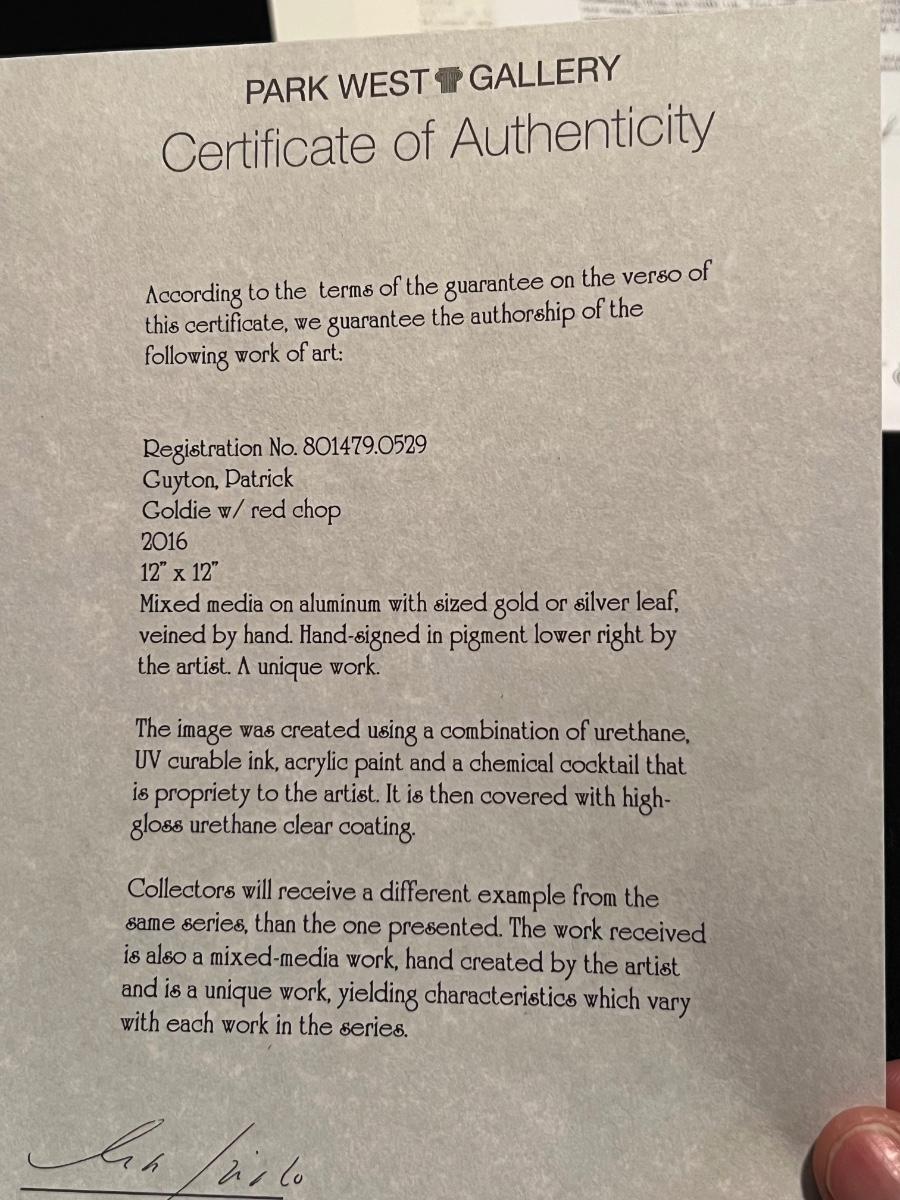 PARK WEST GALLERY
Certificate of Authenticity
According to the terms of the guarantee on the verso of
this certificate, we guarantee the authorship of the
following work of art:
Registration No. 801479.0529
Guyton, Patrick
Goldie w/ red chop
2016
12" x 12"
Mixed media on aluminum with sized gold or silver leaf,
veined by hand. Hand-signed in pigment lower right by
the artist. A unique work.
The image was created using a combination of urethane,
UV curable ink, acrylic paint and a chemical cocktail that
is propriety to the artist. It is then covered with high-
gloss urethane clear coating.
Collectors will receive a different example from the
same series, than the one presented. The work received
is also a mixed-media work, hand created by the artist
and is a unique work, yielding characteristics which vary
with each work in the series.